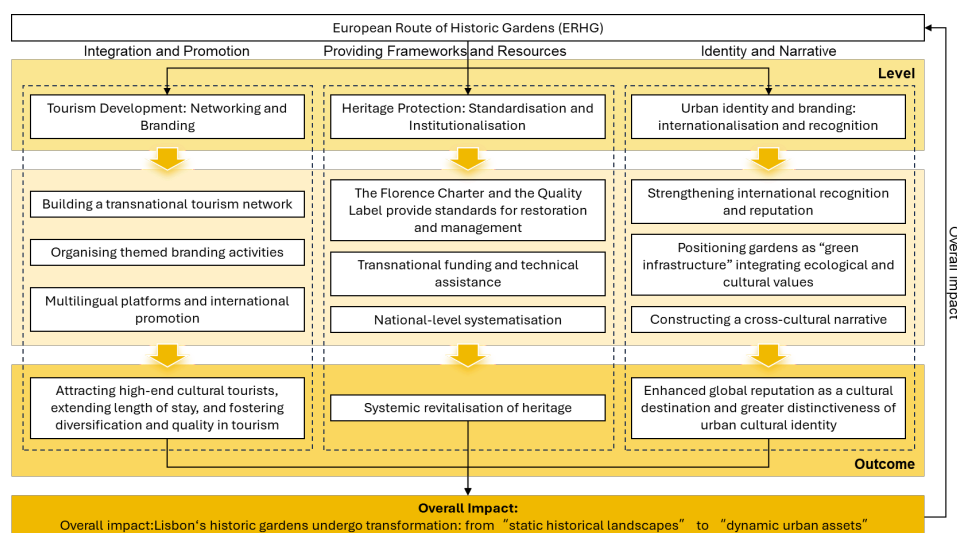 European Route of Historic Gardens (ERHG)
Integration and Promotion
Providing Frameworks and Resources
Identity and Narrative
Level
Tourism Development: Networking and
Branding
Heritage Protection: Standardisation and
Institutionalisation
Urban identity and branding:
internationalisation and recognition
Building a transnational tourism network
Organising themed branding activities
Multilingual platforms and international
promotion
The Florence Charter and the Quality
Label provide standards for restoration
and management
Transnational funding and technical
assistance
National-level systematisation
Strengthening international recognition
and reputation
Positioning gardens as “green
infrastructure” integrating ecological and
cultural values
Constructing a cross-cultural narrative
Attracting high-end cultural tourists,
extending length of stay, and fostering
diversification and quality in tourism
Systemic revitalisation of heritage
Enhanced global reputation as a cultural
destination and greater distinctiveness of
urban cultural identity
Outcome
Overall Impact:
Overall impact:Lisbon‘s historic gardens undergo transformation: from “static historical landscapes” to “dynamic urban assets”
Overall Impact